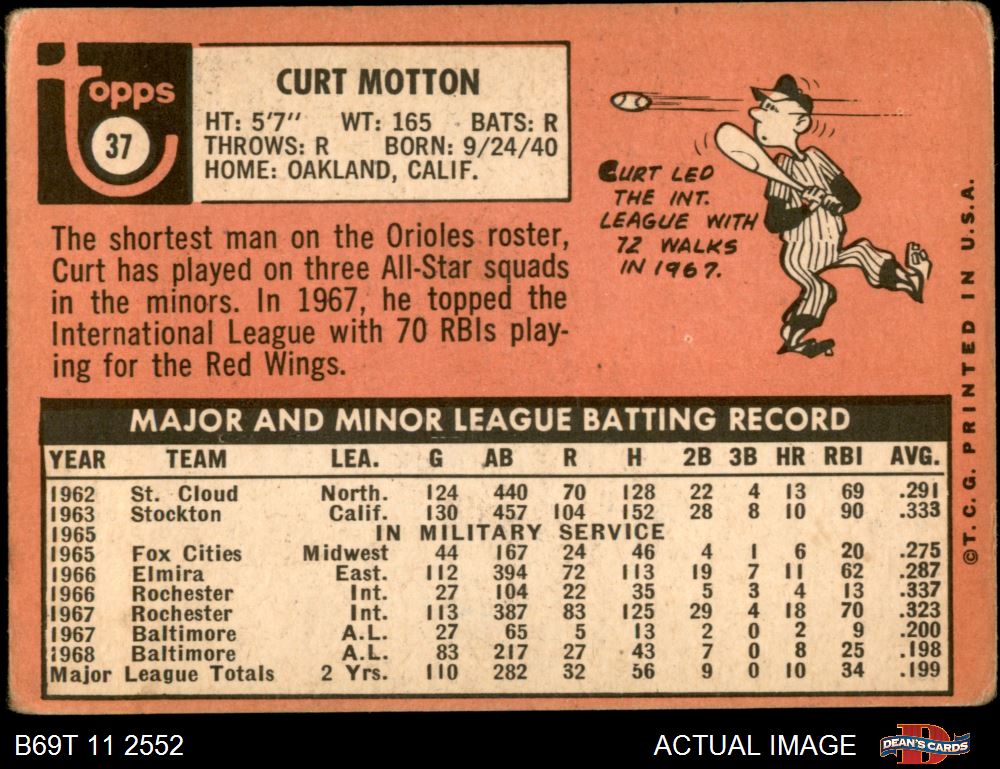 Topps
37
CURT MOTTON
HT: 5'7" WT: 165 BATS: R
THROWS: R BORN: 9/24/40
HOME: OAKLAND, CALIF.
The shortest man on the Orioles roster,
Curt has played on three All-Star squads
in the minors. In 1967, he topped the
International League with 70 RBIs play-
ing for the Red Wings.
CURT LED
THE INT.
LEAGUE WITH
72 WALKS
IN 1967.
©T.C.G. PRINTED IN U.S.A.
MAJOR AND MINOR LEAGUE BATTING RECORD
YEAR TEAM LEA. G AB R H 2B 3B HR RBI AVG.
1962 St. Cloud North. 124 440 70 128 22 4 13 69 .291
1963 Stockton Calif. 130 457 104 152 28 8 10 90 .333
1965 IN MILITARY SERVICE
1965 Fox Cities Midwest 44 167 24 46 4 1 6 20 .275
1966 Elmira East. 112 394 72 113 19 7 11 62 .287
1966 Rochester Int. 27 104 22 35 5 3 4 13 .337
1967 Rochester Int. 113 387 83 125 29 4 18 70 .323
1967 Baltimore A.L. 27 65 5 13 2 0 2 9 .200
1968 Baltimore A.L. 83 217 27 43 7 0 8 25 .198
Major League Totals 2 Yrs. 110 282 32 56 9 0 10 34 .199
B69T 11 2552
ACTUAL IMAGE
D
DEAN'S CARDS